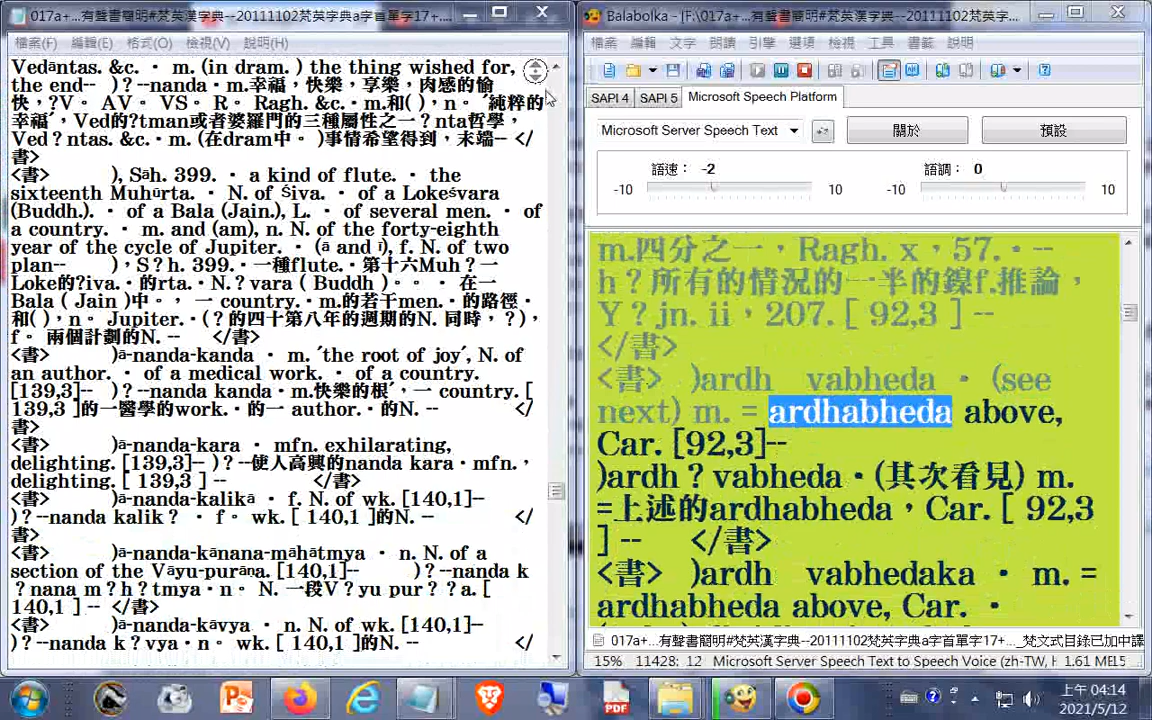 017a+...有聲書簡明#梵英漢字典--20111102梵英字典a字首單字17+...
檔案(F) 編輯(E) 格式(O) 檢視(V) 說明(H)
Vedāntas. &c. · m. (in dram. ) the thing wished for,
the end-- )? --nanda · m.幸福，快樂，享樂，肉感的愉
快，?V。 AV。 VS。 R。 Ragh. &c. · m.和( )，n。 '純粹的
幸福'，Ved的?tman或者婆羅門的三種屬性之一?nta哲學，
Ved?ntas. &c. · m. (在dram中。 )事情希望得到，末端-- </
書>
<書> ), Sāh. 399. · a kind of flute. · the
sixteenth Muhūrta. · N. of Śiva. · of a Lokeśvara
(Buddh.). · of a Bala (Jain.), L. · of several men. · of
a country. · m. and (am), n. N. of the forty-eighth
year of the cycle of Jupiter. · (ā and ī), f. N. of two
plan-- )，S?h. 399. · 一種flute. · 第十六Muh?一
Loke的?iva. · 的rta. · N.?vara ( Buddh )。。 · 在一
Bala ( Jain )中。， 一 country. · m.的若干men. · 的路徑 ·
和( )，n。 Jupiter. · (?的四十第八年的週期的N. 同時，?)，
f。 兩個計劃的N. -- </書>
<書> )ā-nanda-kanda · m. 'the root of joy', N. of
an author. · of a medical work. · of a country.
[139,3]-- )?--nanda kanda · m.快樂的根'，一 country. [
139,3 ]的一醫學的work. · 的一 author. · 的N. -- </
書>
<書> )ā-nanda-kara · mfn. exhilarating,
delighting. [139,3]-- )?--使人高興的nanda kara · mfn.，
delighting. [ 139,3 ] -- </書>
<書> )ā-nanda-kalikā · f. N. of wk. [140,1]--
)?--nanda kalik? · f。 wk. [ 140,1 ]的N. -- </
書>
<書> )ā-nanda-kānana-māhātmya · n. N. of a
section of the Vāyu-purāṇa. [140,1]-- )?--nanda k
?nana m?h?tmya · n。 N. 一段V?yu pur??a. [
140,1 ] -- </書>
<書> )ā-nanda-kāvya · n. N. of wk. [140,1]--
)?--nanda k?vya · n。 wk. [ 140,1 ]的N. -- </
Balabolka - [F:\017a+...有聲書簡明#梵英漢字典--20111102梵英字...
檔案 編輯 文字 朗讀 引擎 選項 檢視 工具 書籤 說明
SAPI 4 SAPI 5 Microsoft Speech Platform
Microsoft Server Speech Text 關於 預設
語速： -2 語調： 0
-10 10 -10 10
m.四分之一，Ragh. x，57. · --
h?所有的情況的一半的鎳f.推論，
Y?jn. ii，207. [ 92,3 ] --
</書>
<書> )ardh vabheda · (see
next) m. = ardhabheda above,
Car. [92,3]--
)ardh?vabheda · (其次看見) m.
=上述的ardhabheda，Car. [ 92,3
] -- </書>
<書> )ardh vabhedaka · m. =
ardhabheda above, Car. ·
017a+...有聲書簡明#梵英漢字典--20111102梵英字典a字首單字17+..._梵文式目錄已加中譯
15% 11428: 12 Microsoft Server Speech Text to Speech Voice (zh-TW, H 1.61 МЕ
上午 04:14
2021/5/12